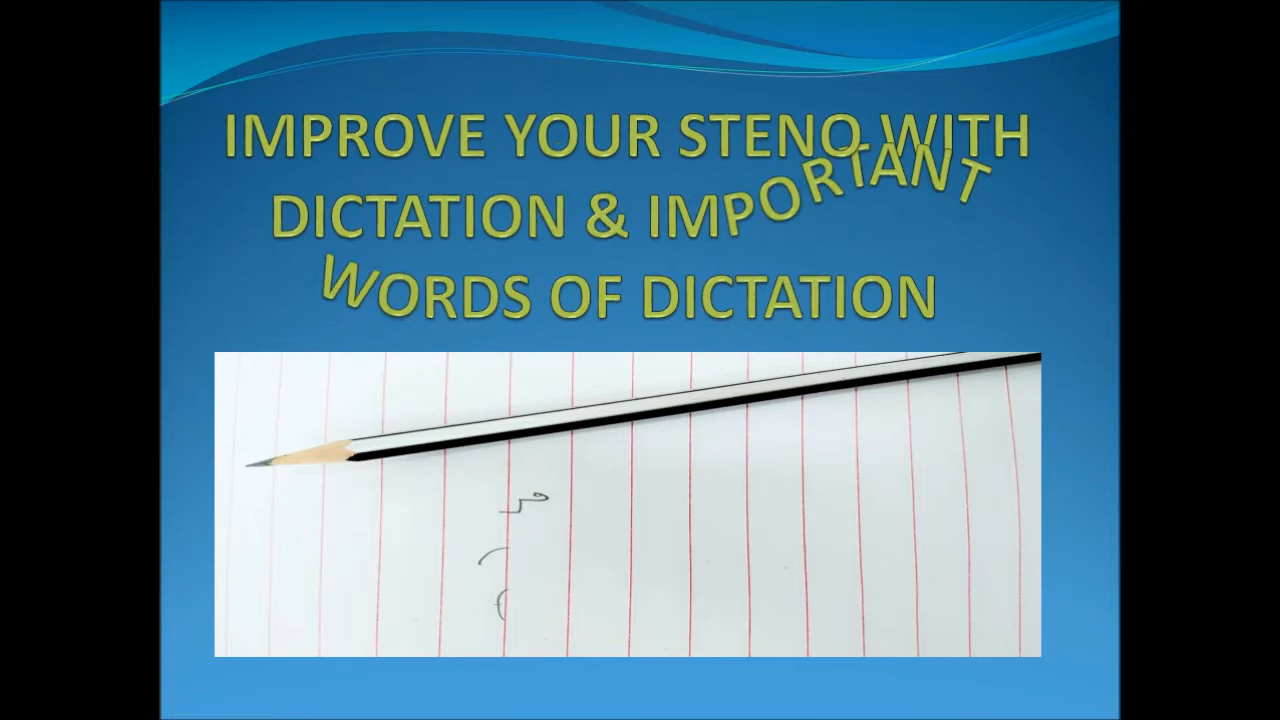 IMPROVE YOUR STENO WITH
DICTATION & IMPORTANT
WORDS OF DICTATION